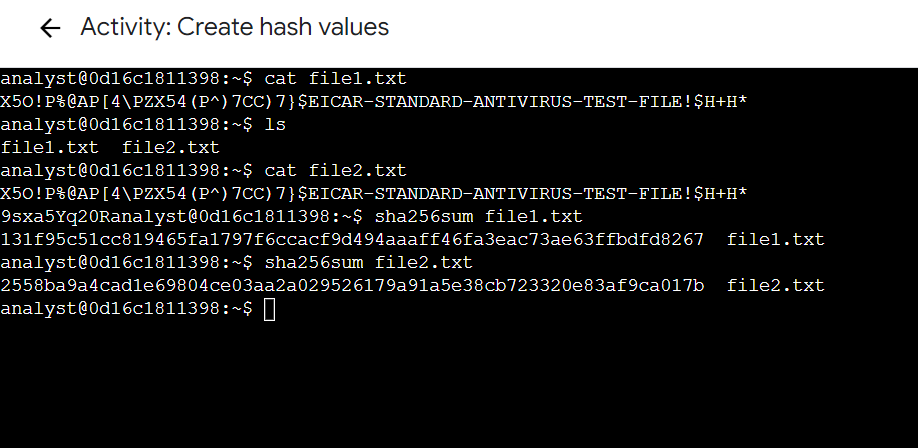 Activity: Create hash values
analyst@0d16c1811398:~$ cat file1.txt
X5O!P%@AP[4\PZX54(P^)7CC)7}$EICAR-STANDARD-ANTIVIRUS-TEST-FILE!$H+H*
analyst@0d16c1811398:~$ ls
file1.txt  file2.txt
analyst@0d16c1811398:~$ cat file2.txt
X5O!P%@AP[4\PZX54(P^)7CC)7}$EICAR-STANDARD-ANTIVIRUS-TEST-FILE!$H+H*
9sxa5Yq20Ranalyst@0d16c1811398:~$ sha256sum file1.txt
131f95c51cc819465fa1797f6ccacf9d494aaaff46fa3eac73ae63ffbdfd8267  file1.txt
analyst@0d16c1811398:~$ sha256sum file2.txt
2558ba9a4cad1e69804ce03aa2a029526179a91a5e38cb723320e83af9ca017b  file2.txt
analyst@0d16c1811398:~$